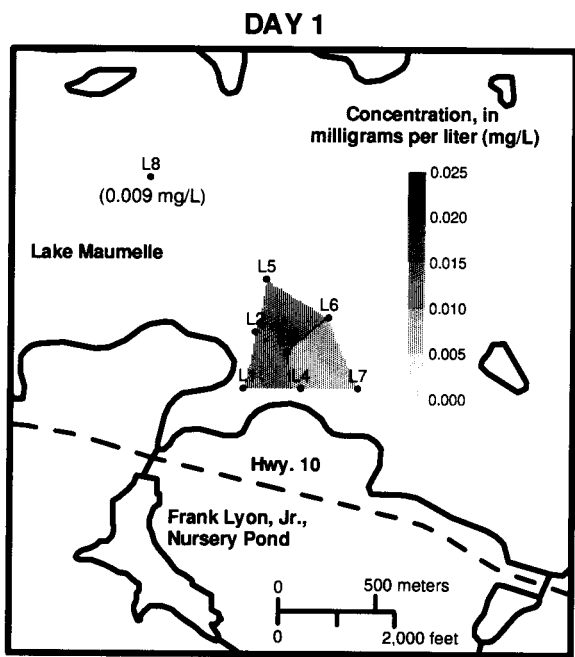 DAY 1
Concentration, in
milligrams per liter (mg/L)
L8
(0.009 mg/L)
0.025
0.020
0.015
0.010
0.005
0.000
Lake Maumelle
L5
L6
L2
L4
L7
Hwy. 10
Frank Lyon, Jr.,
Nursery Pond
0 500 meters
0 2,000 feet